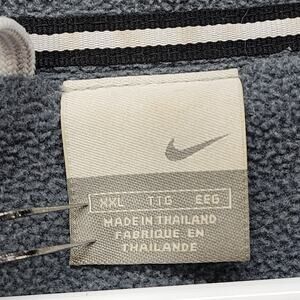 XXL TTG EEG
MADE IN THAILAND
FABRIQUE EN
THAILANDE